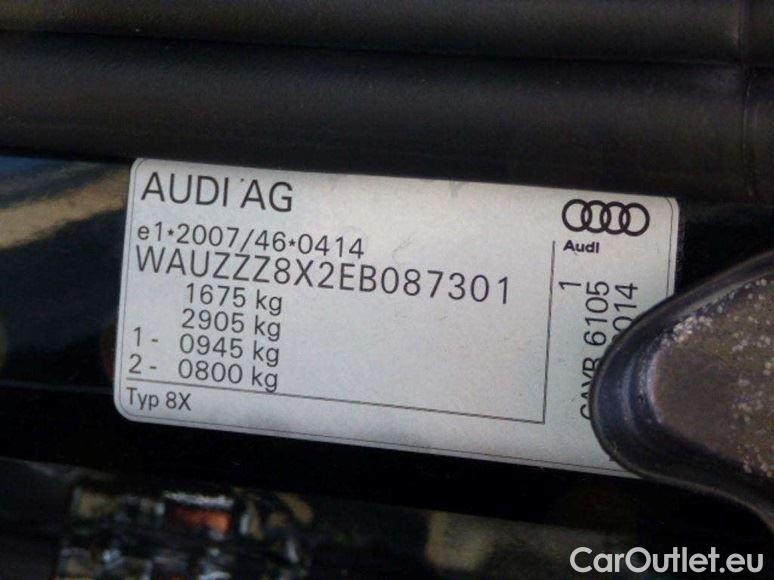 AUDI AG
e1*2007/46*0414
WAUZZZ8X2EB087301
1675 kg
2905 kg
1- 0945 kg
2- 0800 kg
Typ 8X
Audi
1
6105
CarOutlet.eu